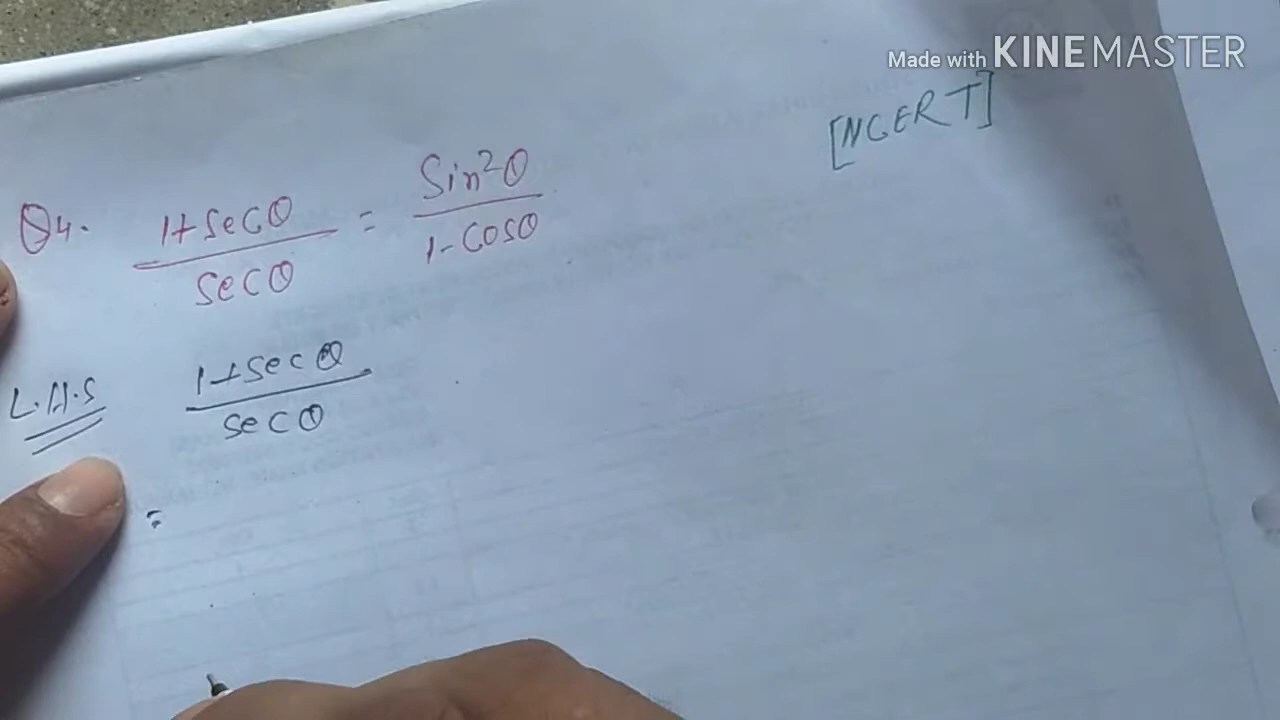 Made with KINEMASTER
[NCERT]
Q4. 1+secθ / secθ = Sin²θ / 1-cosθ
L.H.S 1+secθ / secθ
=